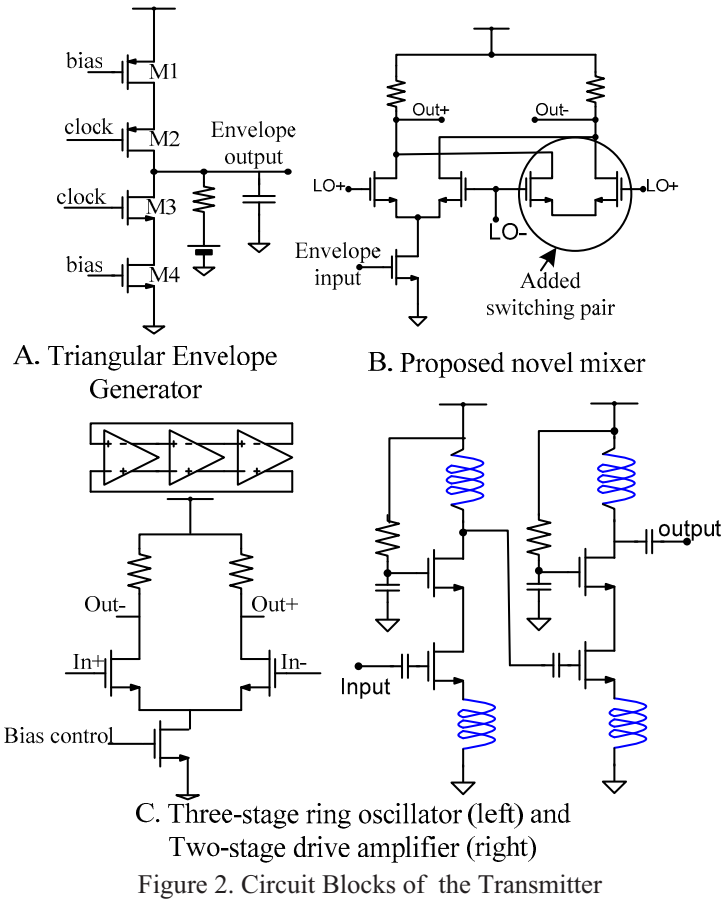 bias
M1
clock
M2
Envelope
output
clock
M3
bias
M4
A. Triangular Envelope
Generator
Out+
Out-
LO+
LO+
LO-
Envelope
input
Added
switching pair
B. Proposed novel mixer
+ - + - + -
- + - + - +
Out-
Out+
In+
In-
Bias control
output
Input
C. Three-stage ring oscillator (left) and
Two-stage drive amplifier (right)
Figure 2. Circuit Blocks of the Transmitter